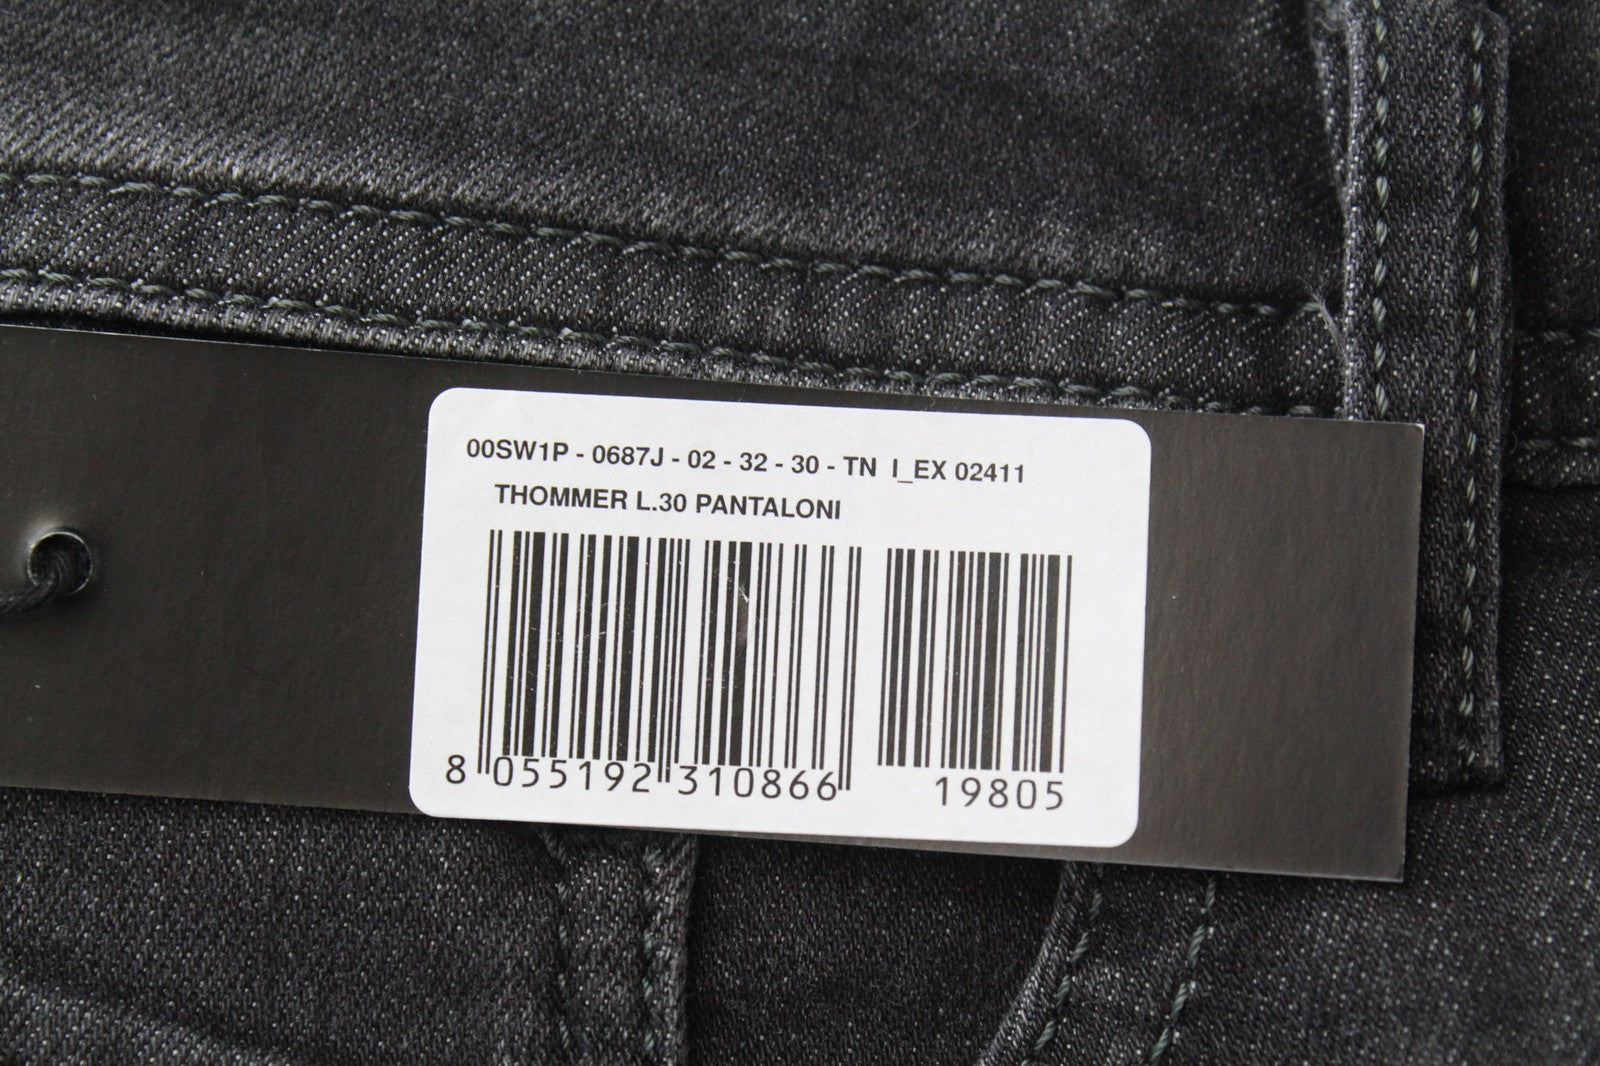 00SW1P - 0687J - 02 - 32 - 30 - TN I_EX 02411
THOMMER L.30 PANTALONI
8 055192 310866 19805